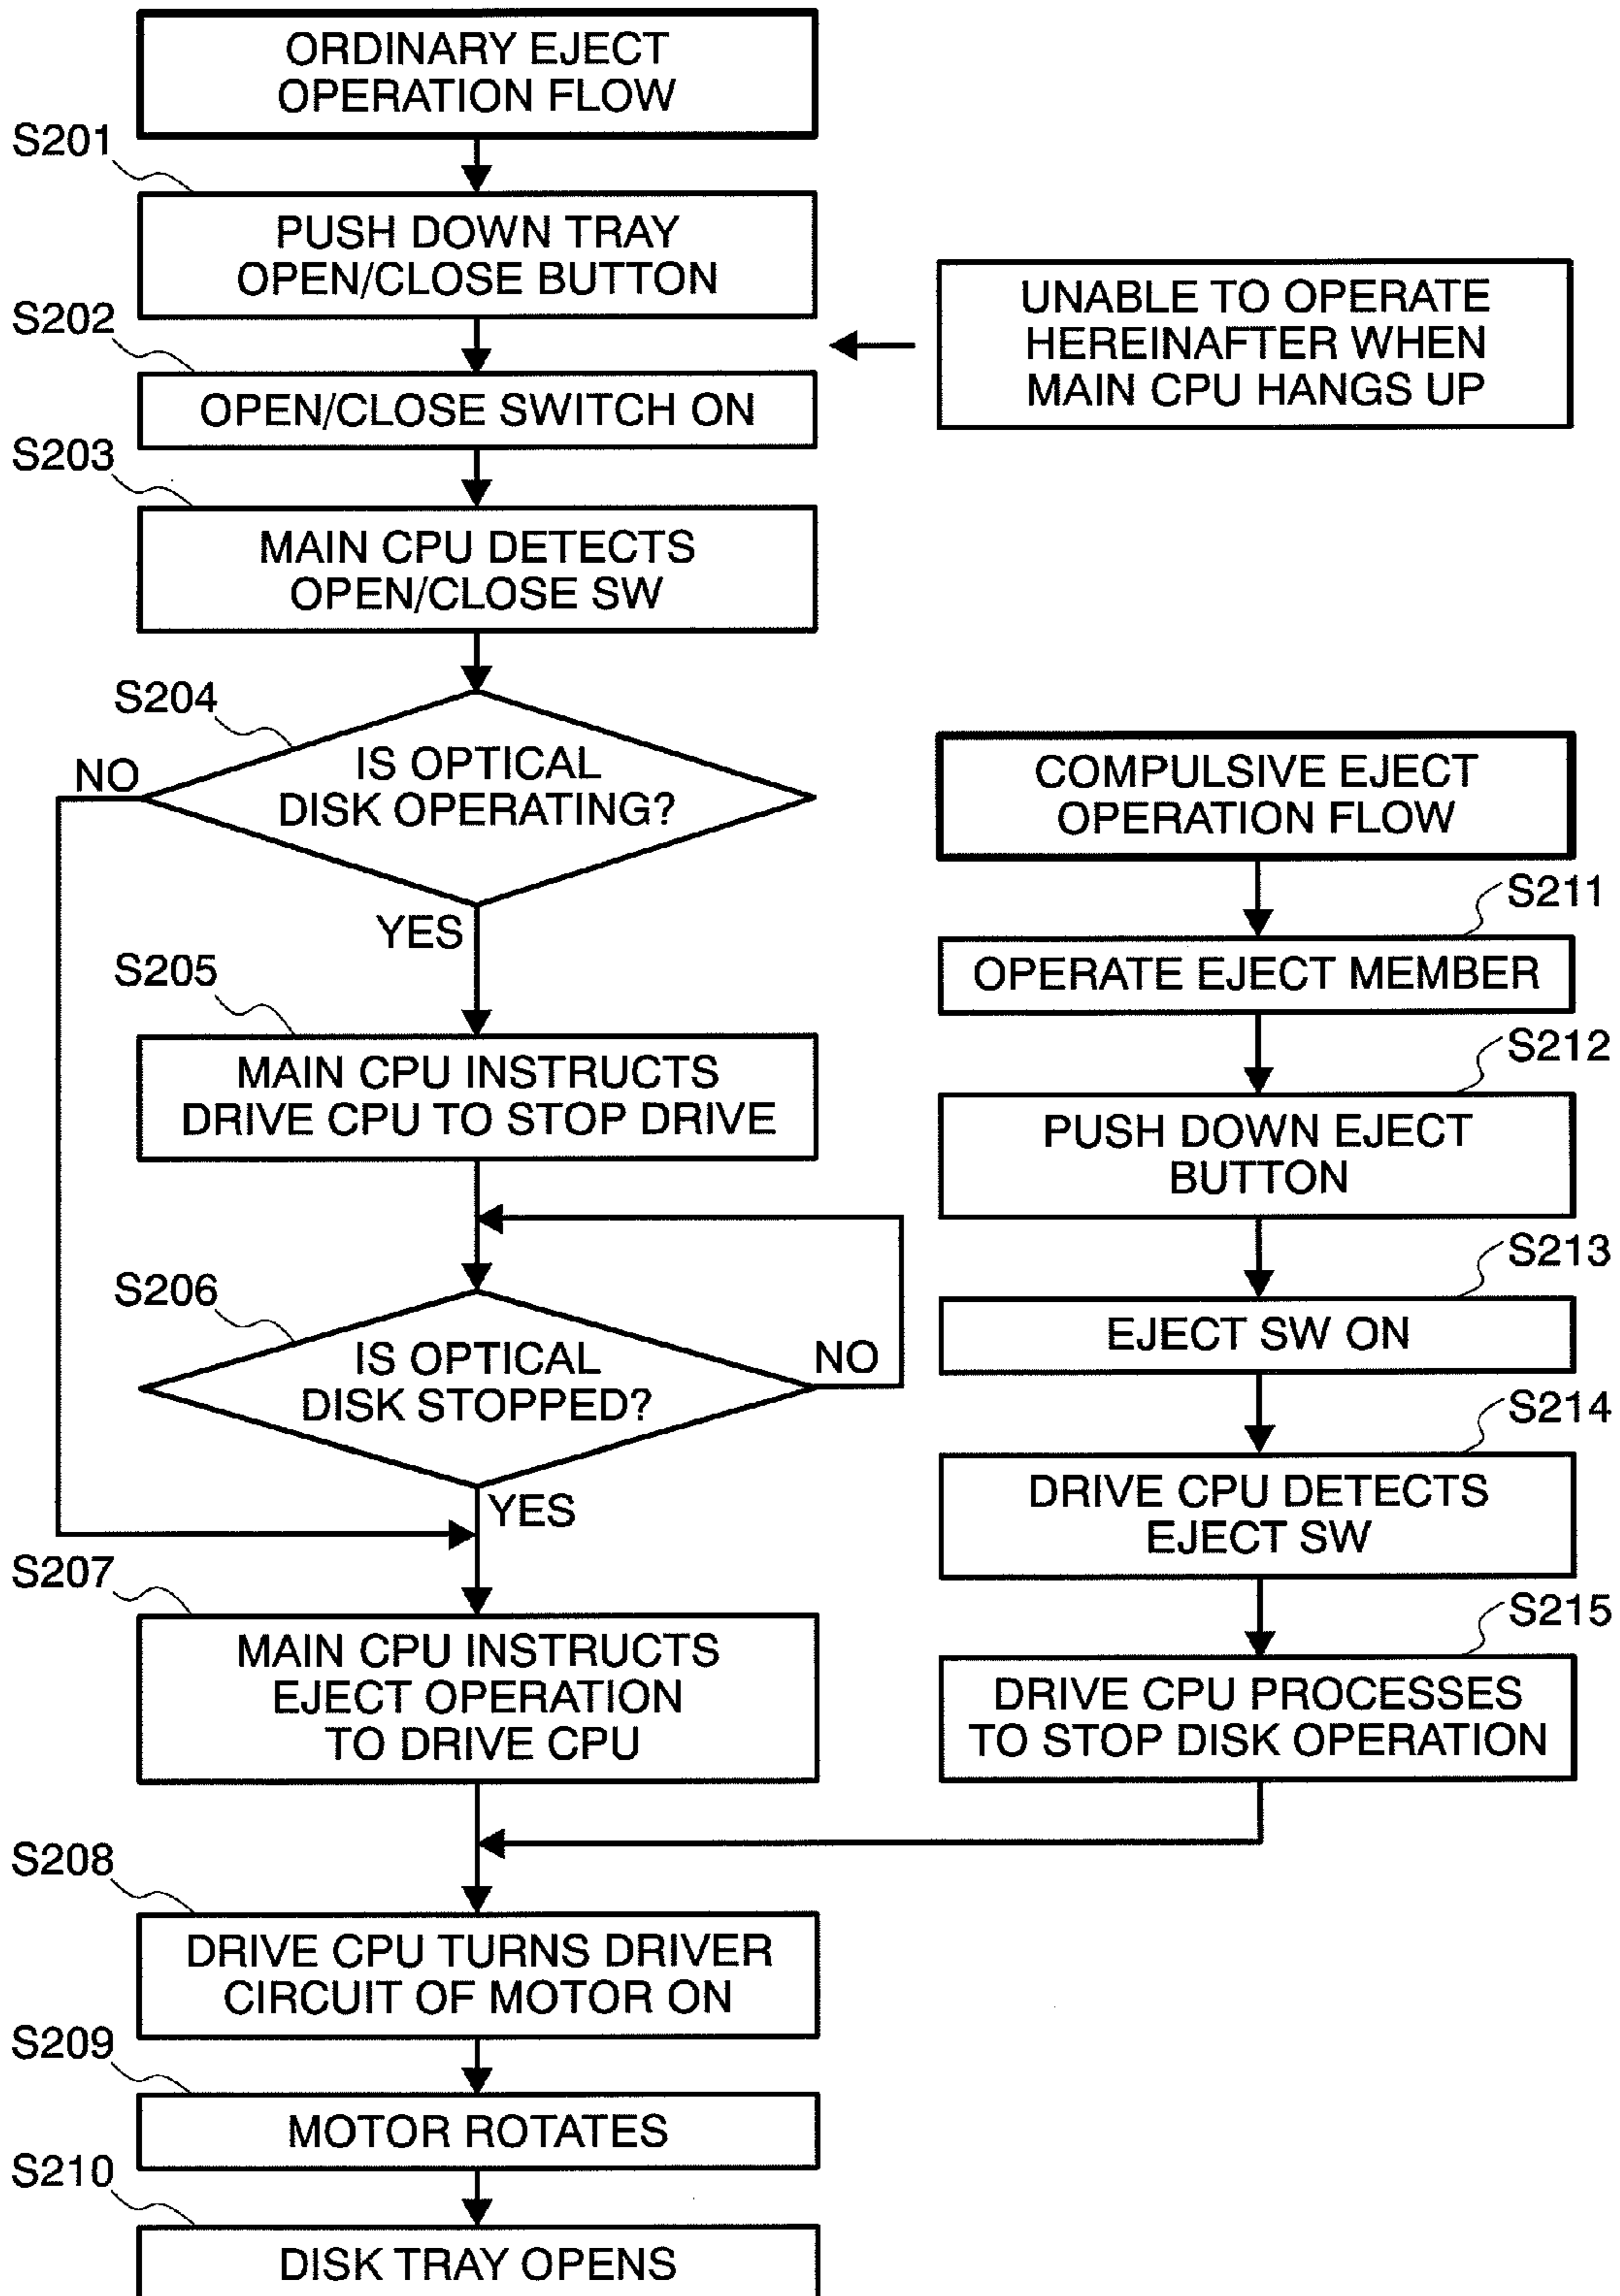 ORDINARY EJECT
OPERATION FLOW
S201
PUSH DOWN TRAY
OPEN/CLOSE BUTTON
UNABLE TO OPERATE
HEREINAFTER WHEN
MAIN CPU HANGS UP
S202
OPEN/CLOSE SWITCH ON
S203
MAIN CPU DETECTS
OPEN/CLOSE SW
S204
IS OPTICAL
DISK OPERATING?
NO
YES
S205
MAIN CPU INSTRUCTS
DRIVE CPU TO STOP DRIVE
S206
IS OPTICAL
DISK STOPPED?
NO
YES
S207
MAIN CPU INSTRUCTS
EJECT OPERATION
TO DRIVE CPU
S208
DRIVE CPU TURNS DRIVER
CIRCUIT OF MOTOR ON
S209
MOTOR ROTATES
S210
DISK TRAY OPENS
COMPULSIVE EJECT
OPERATION FLOW
S211
OPERATE EJECT MEMBER
S212
PUSH DOWN EJECT
BUTTON
S213
EJECT SW ON
S214
DRIVE CPU DETECTS
EJECT SW
S215
DRIVE CPU PROCESSES
TO STOP DISK OPERATION